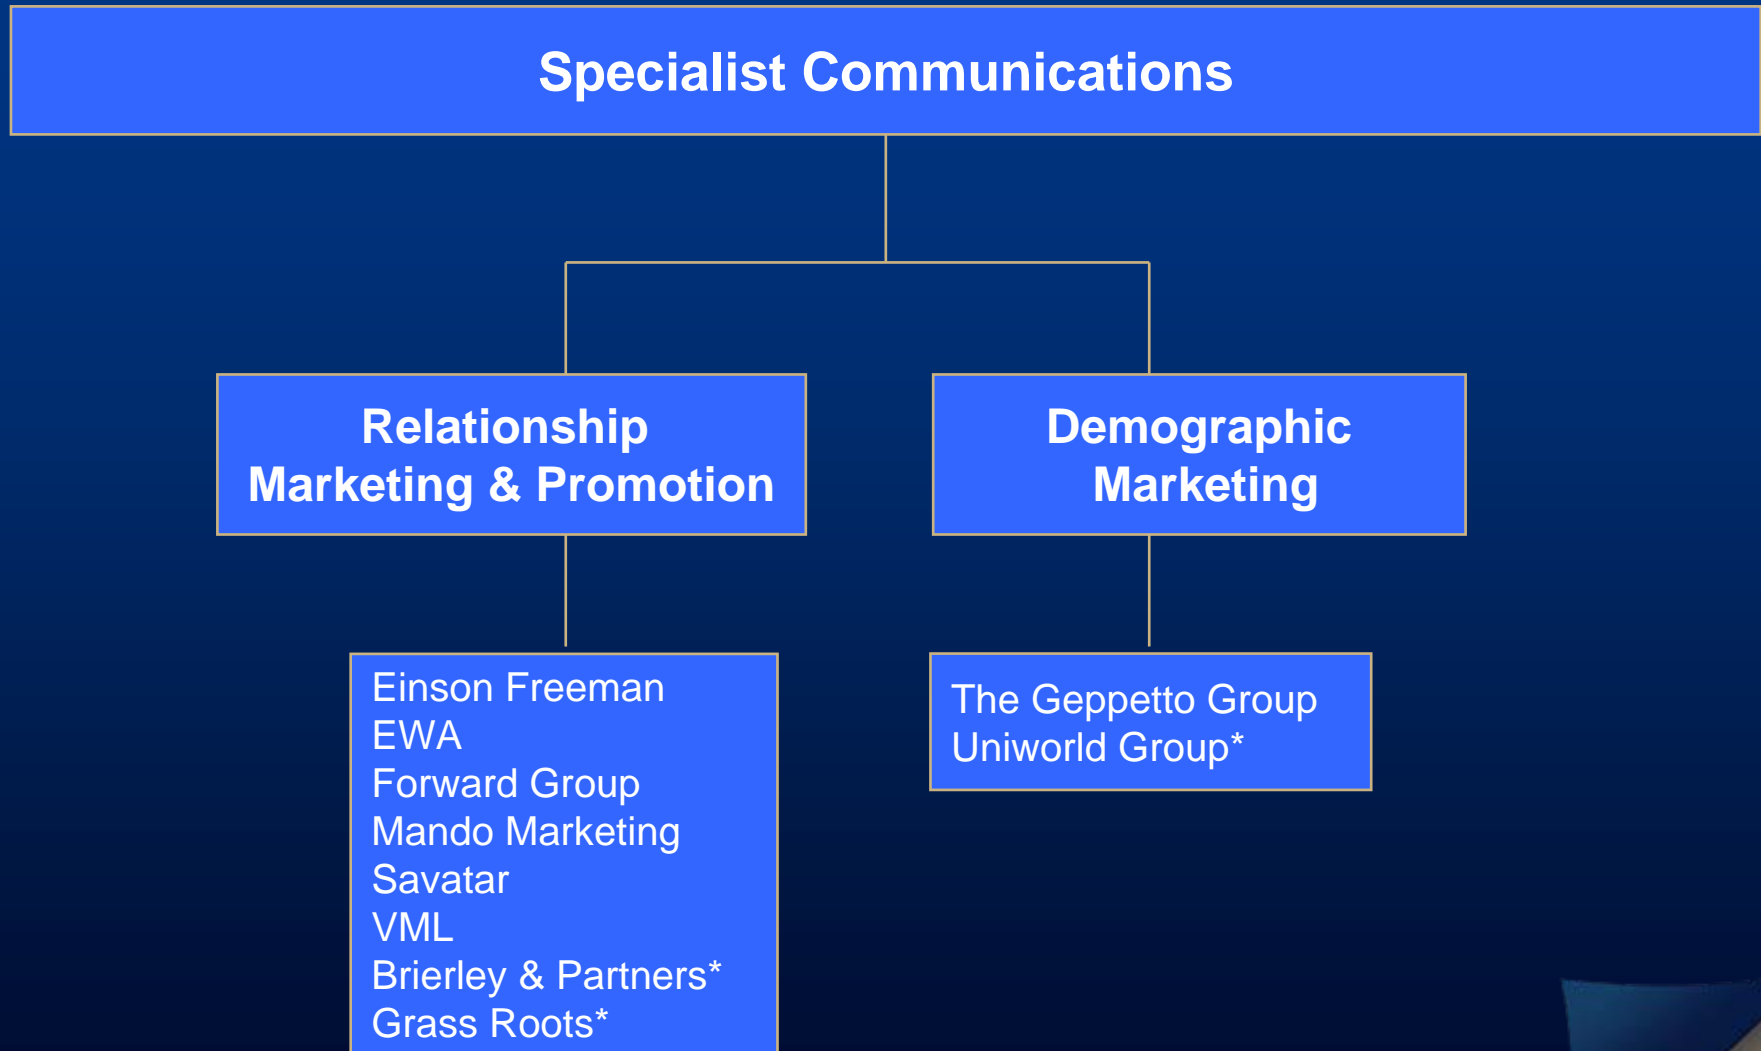 Specialist Communications
Relationship
Marketing & Promotion
Demographic
Marketing
Einson Freeman
EWA
Forward Group
Mando Marketing
Savatar
VML
Brierley & Partners*
Grass Roots*
The Geppetto Group
Uniworld Group*